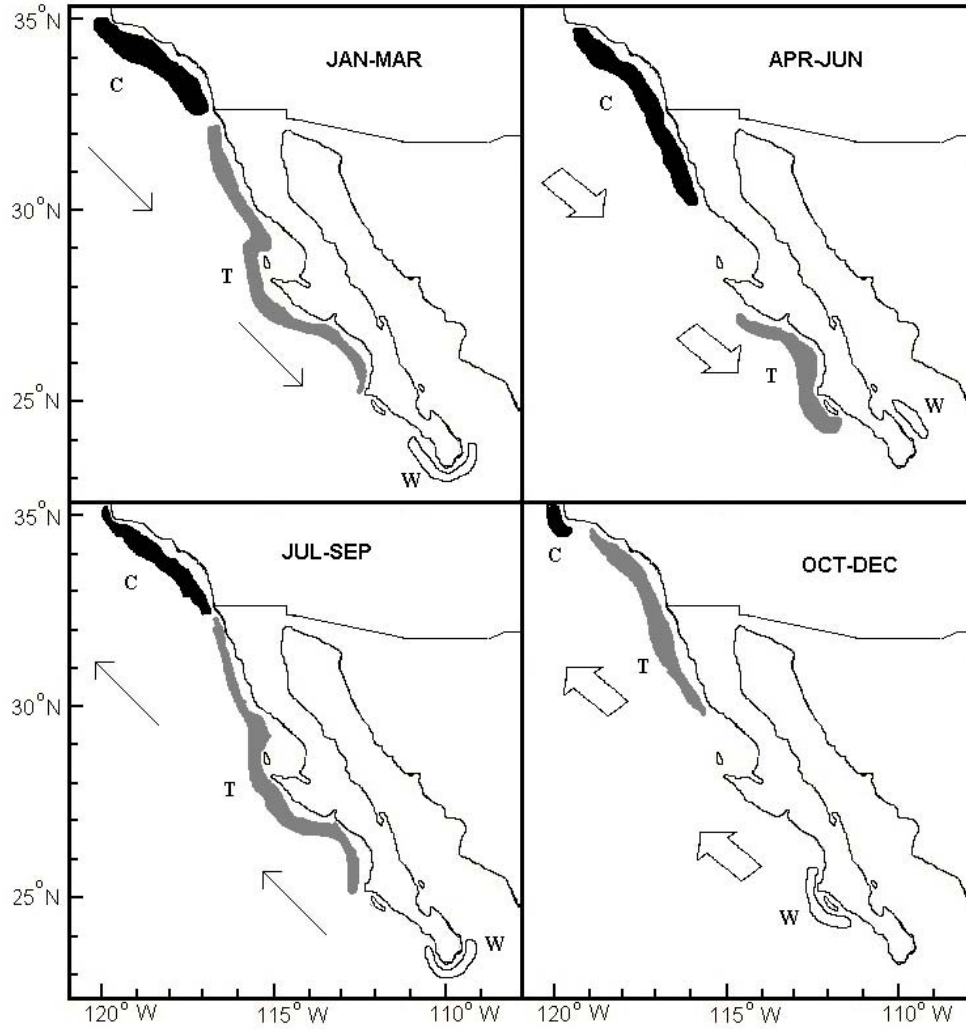 35°N
JAN-MAR
APR-JUN
C
C
30°N
T
T
25°N
W
W
35°N
JUL-SEP
OCT-DEC
C
C
30°N
T
T
25°N
W
W
120° W
115° W
110° W
120° W
115° W
110° W